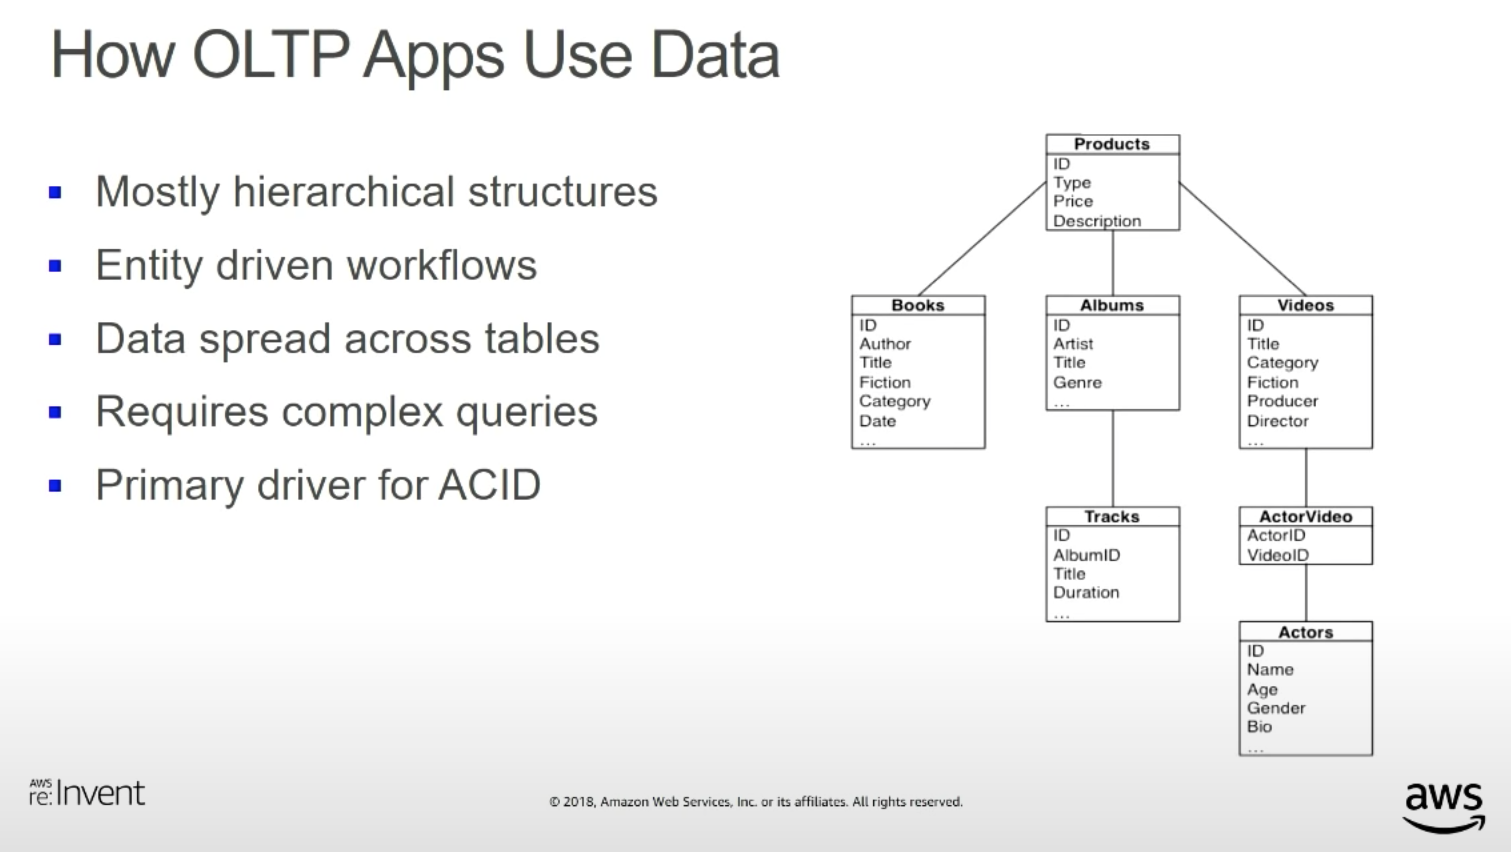 How OLTP Apps Use Data
Mostly hierarchical structures
Entity driven workflows
Data spread across tables
Requires complex queries
Primary driver for ACID
Products
ID
Type
Price
Description
Books
ID
Author
Title
Fiction
Category
Date
...
Albums
ID
Artist
Title
Genre
...
Videos
ID
Title
Category
Fiction
Producer
Director
...
Tracks
ID
AlbumID
Title
Duration
...
ActorVideo
ActorID
VideoID
Actors
ID
Name
Age
Gender
Bio
...
AWS
re:Invent
© 2018, Amazon Web Services, Inc. or its affiliates. All rights reserved.
aws